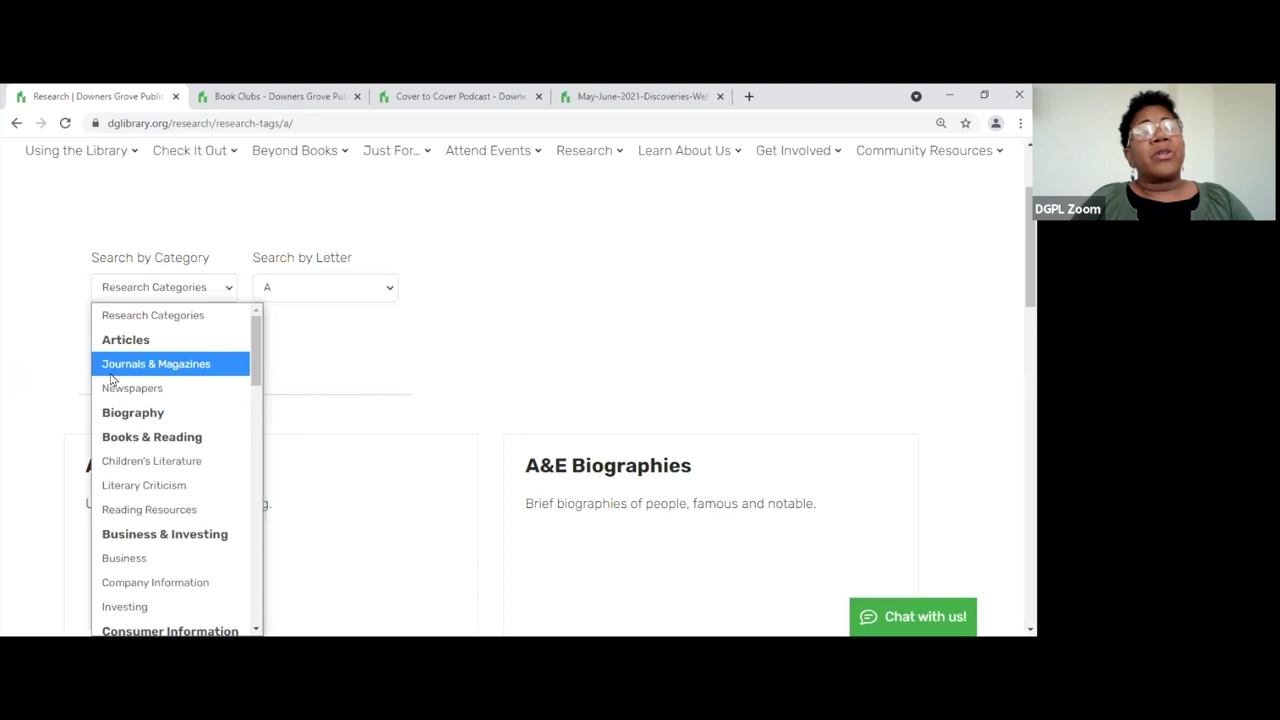 Research | Downers Grove Public
Book Clubs - Downers Grove Pu
Cover to Cover Podcast - Downe
May-June-2021-Discoveries-Web
dglibrary.org/research/research-tags/a/
Using the Library
Check It Out
Beyond Books
Just For...
Attend Events
Research
Learn About Us
Get Involved
Community Resources
DGPL Zoom
Search by Category
Search by Letter
Research Categories
A
Research Categories
Articles
Journals & Magazines
Newspapers
Biography
Books & Reading
Children's Literature
Literary Criticism
Reading Resources
Business & Investing
Business
Company Information
Investing
Consumer Information
A&E Biographies
Brief biographies of people, famous and notable.
Chat with us!